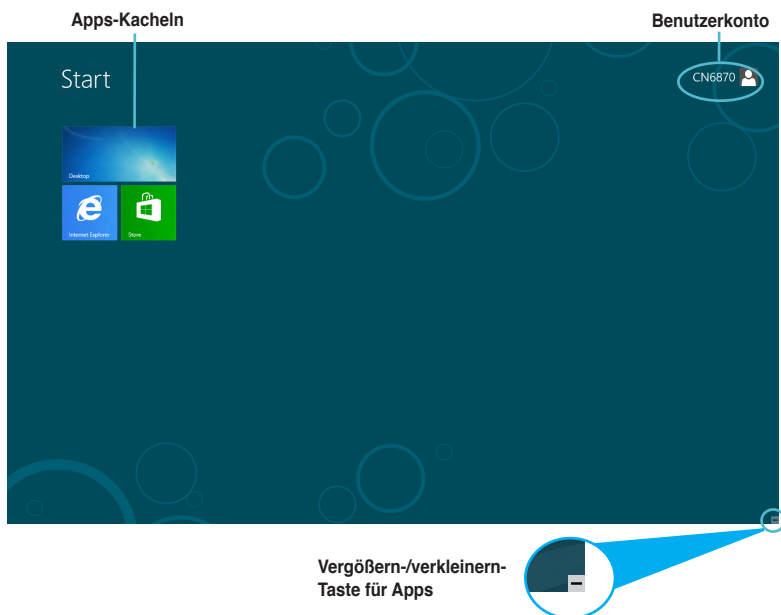 Apps-Kacheln
Benutzerkonto
Start
CN6870
Desktop
Internet Explorer
Store
Vergößern-/verkleinern-
Taste für Apps